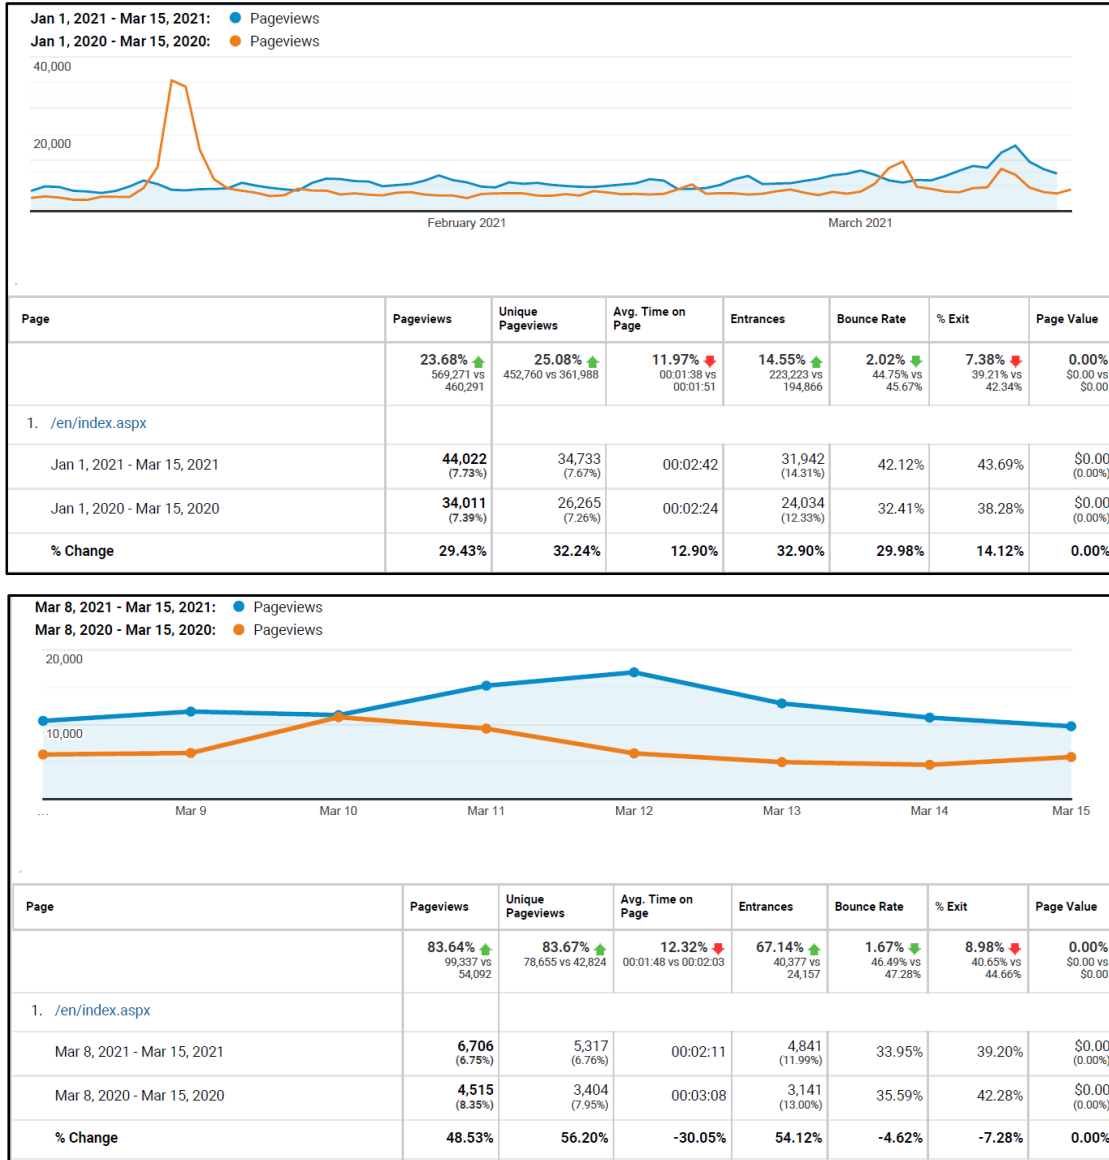 Jan 1, 2021 - Mar 15, 2021: Pageviews
Jan 1, 2020 - Mar 15, 2020: Pageviews
40,000
20,000
February 2021 March 2021
Page Pageviews Unique Pageviews Avg. Time on Page Entrances Bounce Rate % Exit Page Value
23.68% 25.08% 11.97% 14.55% 2.02% 7.38% 0.00%
569,271 vs 460,291 452,760 vs 361,988 00:01:38 vs 00:01:51 223,223 vs 194,866 44.75% vs 45.67% 39.21% vs 42.34% $0.00 vs $0.00
1. /en/index.aspx
Jan 1, 2021 - Mar 15, 2021 44,022 (7.73%) 34,733 (7.67%) 00:02:42 31,942 (14.31%) 42.12% 43.69% $0.00 (0.00%)
Jan 1, 2020 - Mar 15, 2020 34,011 (7.39%) 26,265 (7.26%) 00:02:24 24,034 (12.33%) 32.41% 38.28% $0.00 (0.00%)
% Change 29.43% 32.24% 12.90% 32.90% 29.98% 14.12% 0.00%
Mar 8, 2021 - Mar 15, 2021: Pageviews
Mar 8, 2020 - Mar 15, 2020: Pageviews
20,000
10,000
... Mar 9 Mar 10 Mar 11 Mar 12 Mar 13 Mar 14 Mar 15
Page Pageviews Unique Pageviews Avg. Time on Page Entrances Bounce Rate % Exit Page Value
83.64% 83.67% 12.32% 67.14% 1.67% 8.98% 0.00%
99,337 vs 54,092 78,655 vs 42,824 00:01:48 vs 00:02:03 40,377 vs 24,157 46.49% vs 47.28% 40.65% vs 44.66% $0.00 vs $0.00
1. /en/index.aspx
Mar 8, 2021 - Mar 15, 2021 6,706 (6.75%) 5,317 (6.76%) 00:02:11 4,841 (11.99%) 33.95% 39.20% $0.00 (0.00%)
Mar 8, 2020 - Mar 15, 2020 4,515 (8.35%) 3,404 (7.95%) 00:03:08 3,141 (13.00%) 35.59% 42.28% $0.00 (0.00%)
% Change 48.53% 56.20% -30.05% 54.12% -4.62% -7.28% 0.00%